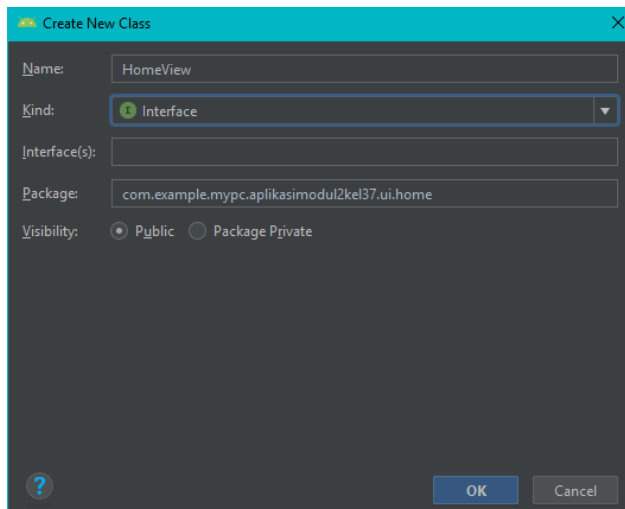 Create New Class
Name: HomeView
Kind: I Interface
Interface(s):
Package: com.example.mypc.aplikasimodul2kel37.ui.home
Visibility: Public Package Private
? OK Cancel